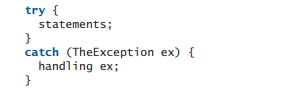 try {
  statements;
}
catch (TheException ex) {
  handling ex;
}